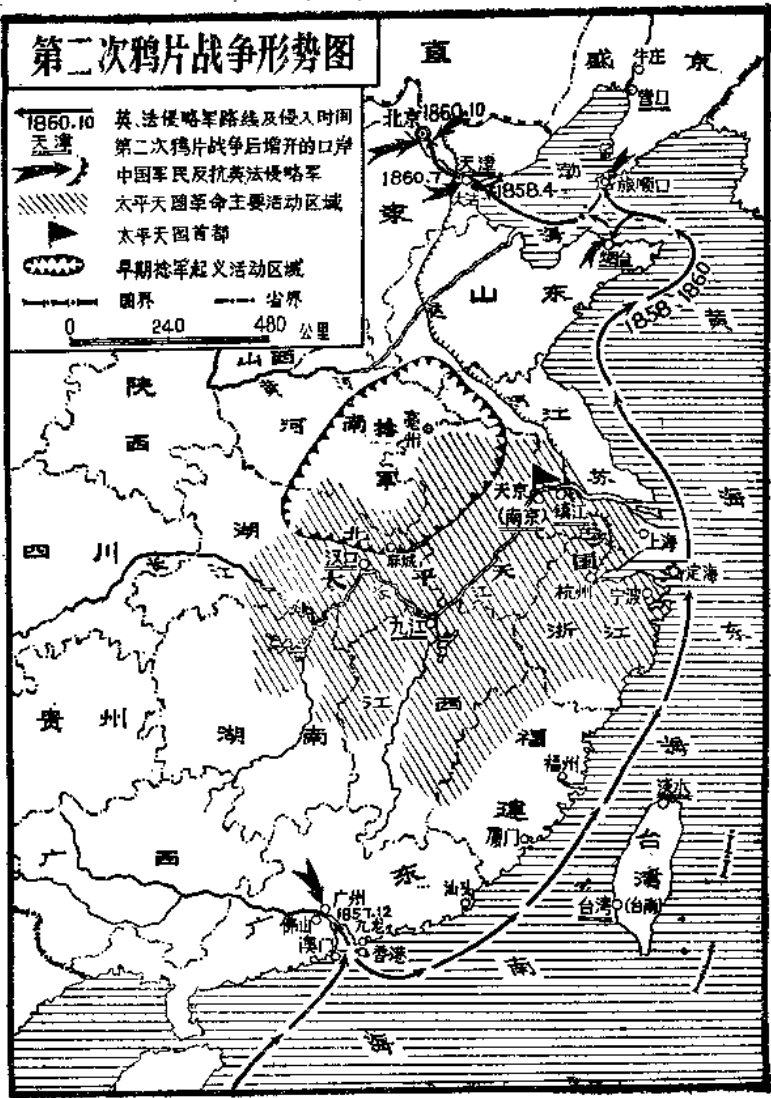 第二次鸦片战争形势图
1860.10 英、法侵略军路线及侵入时间
天津 第二次鸦片战争后增开的口岸
中国军民反抗英法侵略军
太平天国革命主要活动区域
太平天国首都
早期捻军起义活动区域
国界 省界
0 240 480 公里
直
隶
盛京
牛庄
营口
北京
1860.10
天津
大沽
1860.7
1858.4
渤
海
旅顺口
烟台
山东
1858、1860
黄
海
山西
陕西
黄
河
河南
捻
军
亳州
江
苏
天京
(南京)
镇江
上海
四川
长
江
湖
北
汉口
麻城
太
平
天
国
江
杭州
宁波
定海
九江
浙江
东
海
贵州
湖南
江西
福
建
福州
厦门
淡水
台
湾
台湾
(台南)
广西
广
东
汕头
广州
1857.12
佛山
九龙
澳门
香港
南
海